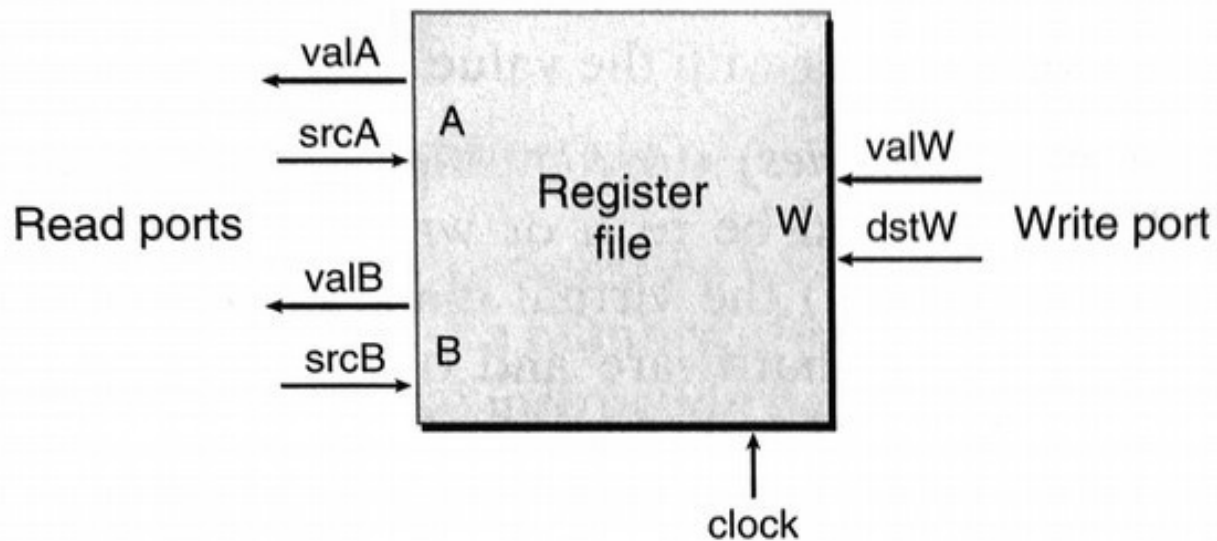 valA
srcA
Read ports
valB
srcB
A
B
Register
file
W
valW
dstW
Write port
clock